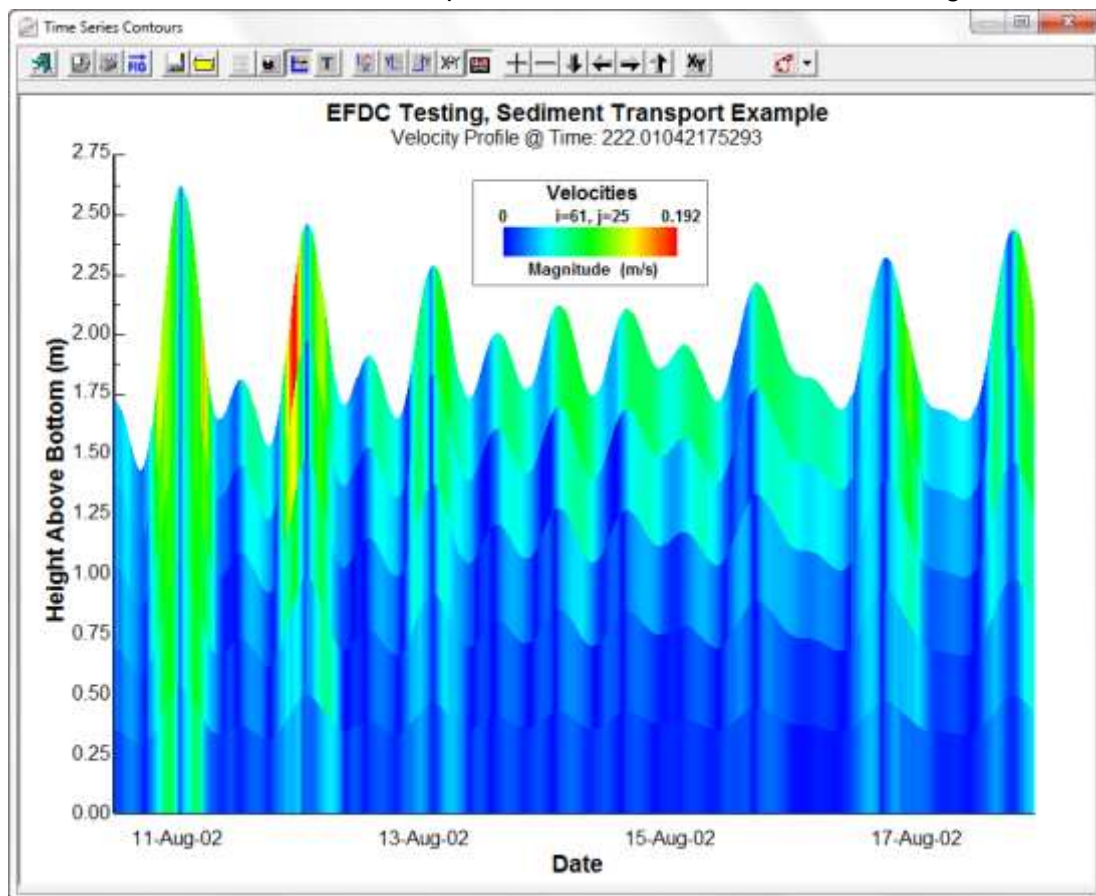 Time Series Contours
FIG
T
XPY
XY
EFDC Testing, Sediment Transport Example
Velocity Profile @ Time: 222.01042175293
Velocities
0 i=61, j=25 0.192
Magnitude (m/s)
2.75
2.50
2.25
2.00
1.75
1.50
1.25
1.00
0.75
0.50
0.25
0.00
Height Above Bottom (m)
11-Aug-02 13-Aug-02 15-Aug-02 17-Aug-02
Date